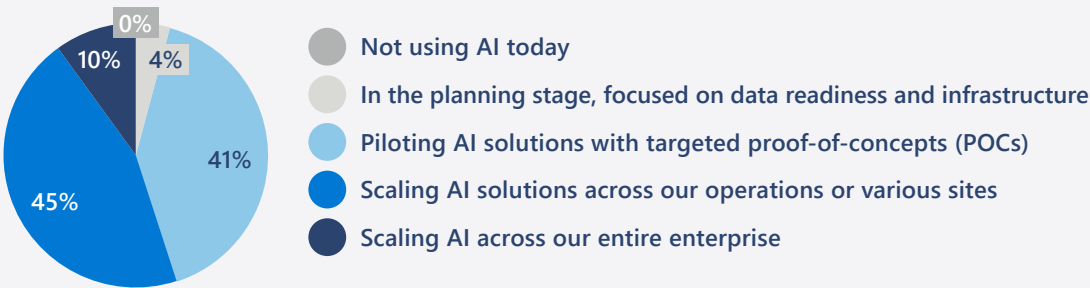 0%
10%
4%
41%
45%
Not using AI today
In the planning stage, focused on data readiness and infrastructure
Piloting AI solutions with targeted proof-of-concepts (POCs)
Scaling AI solutions across our operations or various sites
Scaling AI across our entire enterprise